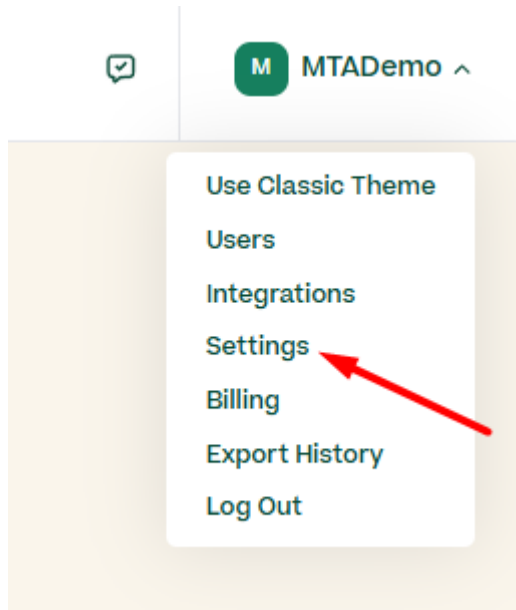 M MTADemo
Use Classic Theme
Users
Integrations
Settings
Billing
Export History
Log Out